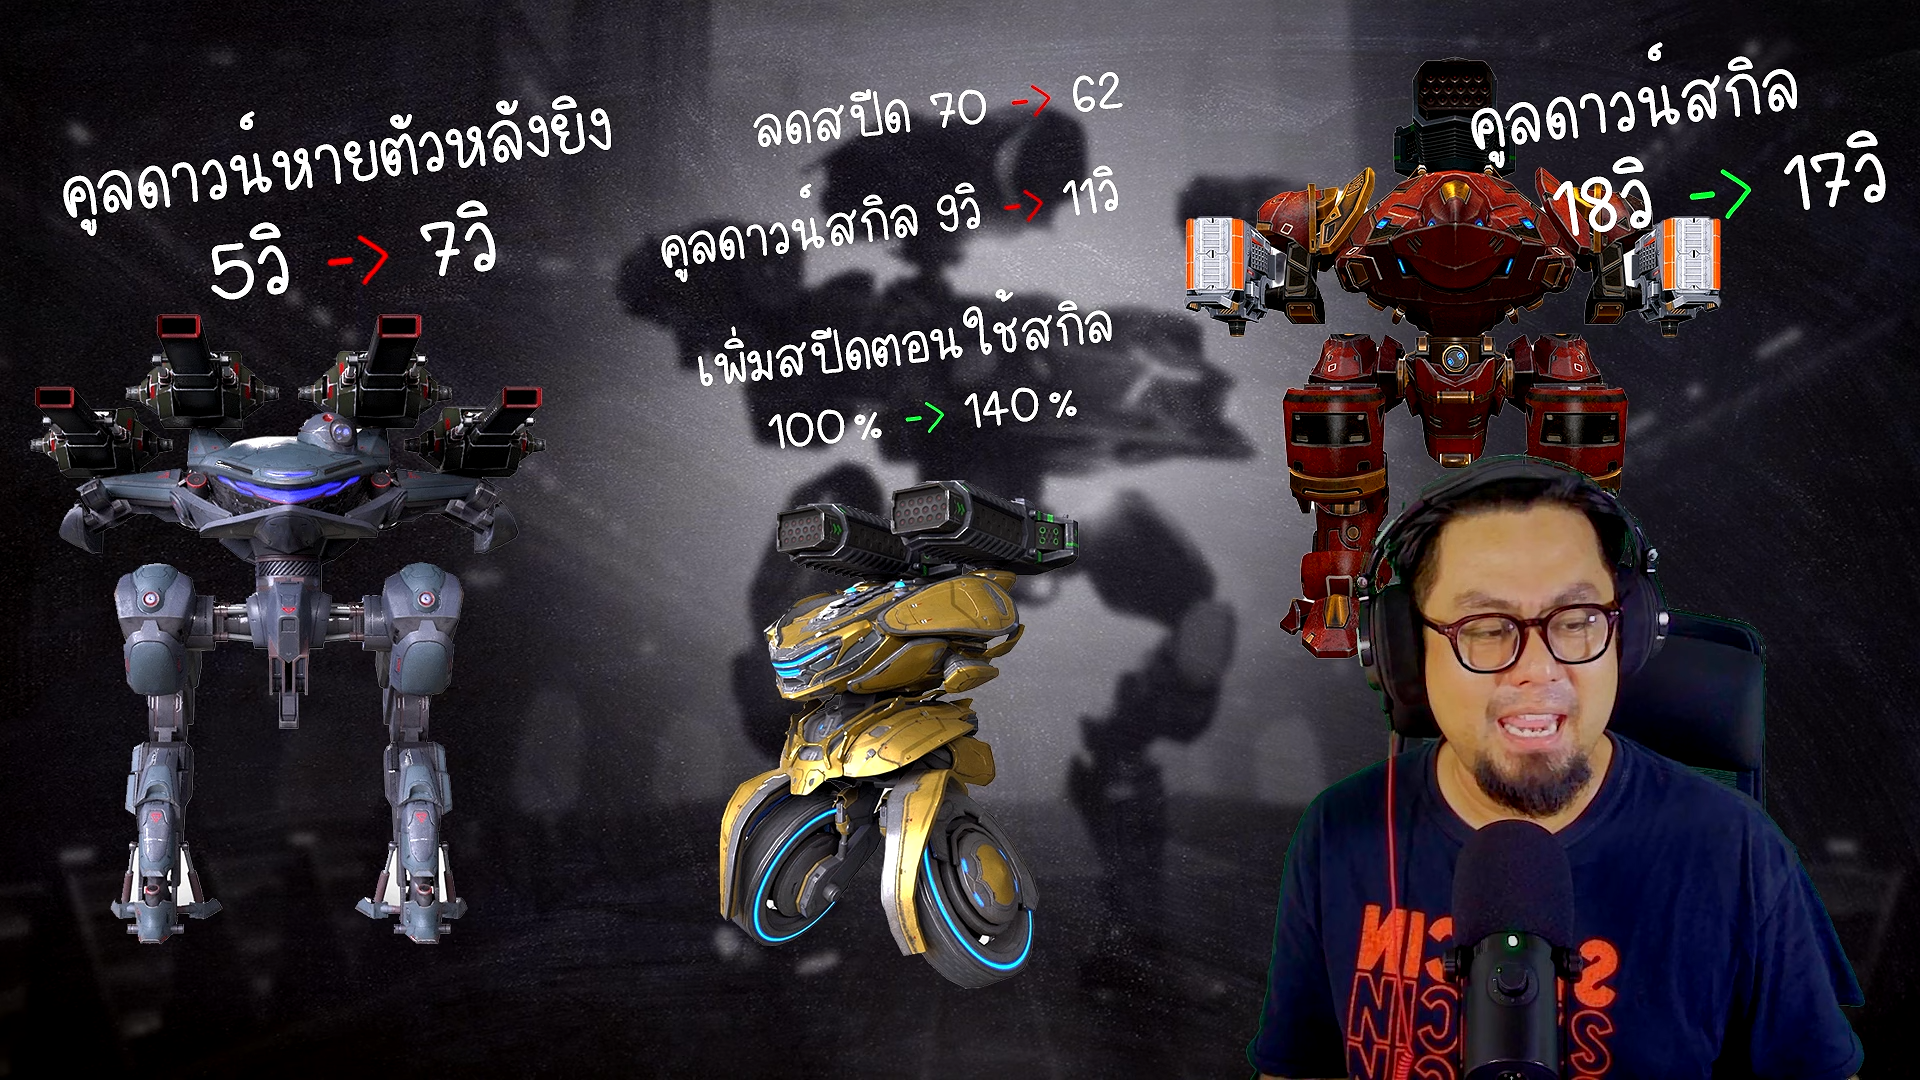 คูลดาวน์หายตัวหลังยิง
5วิ -> 7วิ
ลดสปีด 70 -> 62
คูลดาวน์สกิล 9วิ -> 11วิ
เพิ่มสปีดตอนใช้สกิล
100% -> 140%
คูลดาวน์สกิล
18วิ -> 17วิ